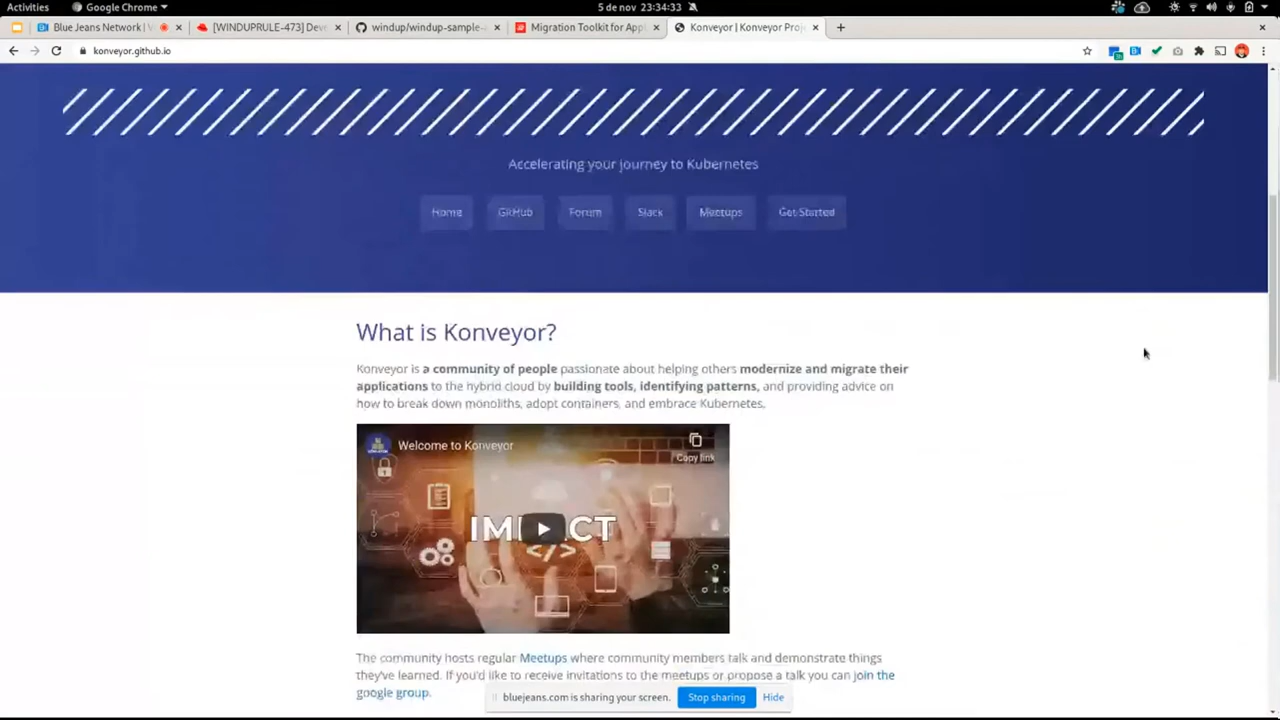 Activities
Google Chrome
5 de nov 23:34:33
Blue Jeans Network | V
[WINDUPRULE-473] Dev
windup/windup-sample-
Migration Toolkit for App
Konveyor | Konveyor Proj
konveyor.github.io
Accelerating your journey to Kubernetes
Home
GitHub
Forum
Slack
Meetups
Get Started
What is Konveyor?
Konveyor is a community of people passionate about helping others modernize and migrate their
applications to the hybrid cloud by building tools, identifying patterns, and providing advice on
how to break down monoliths, adopt containers, and embrace Kubernetes.
Welcome to Konveyor
Copy link
The community hosts regular Meetups where community members talk and demonstrate things
they've learned. If you'd like to receive invitations to the meetups or propose a talk you can join the
google group.
bluejeans.com is sharing your screen.
Stop sharing
Hide